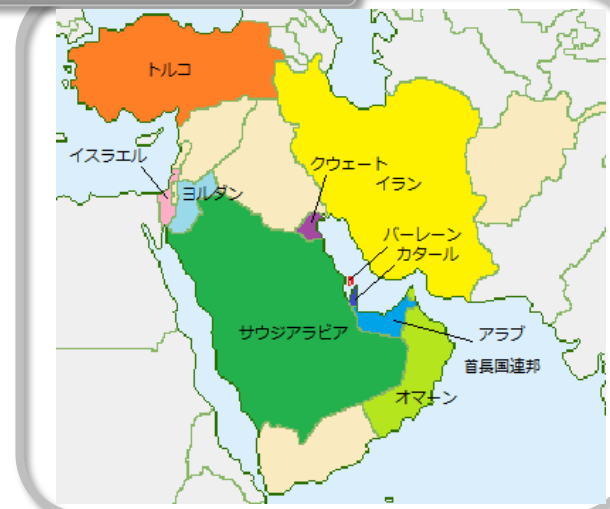 トルコ
イスラエル
ヨルダン
クウェート
イラン
バーレーン
カタール
サウジアラビア
アラブ
首長国連邦
オマーン